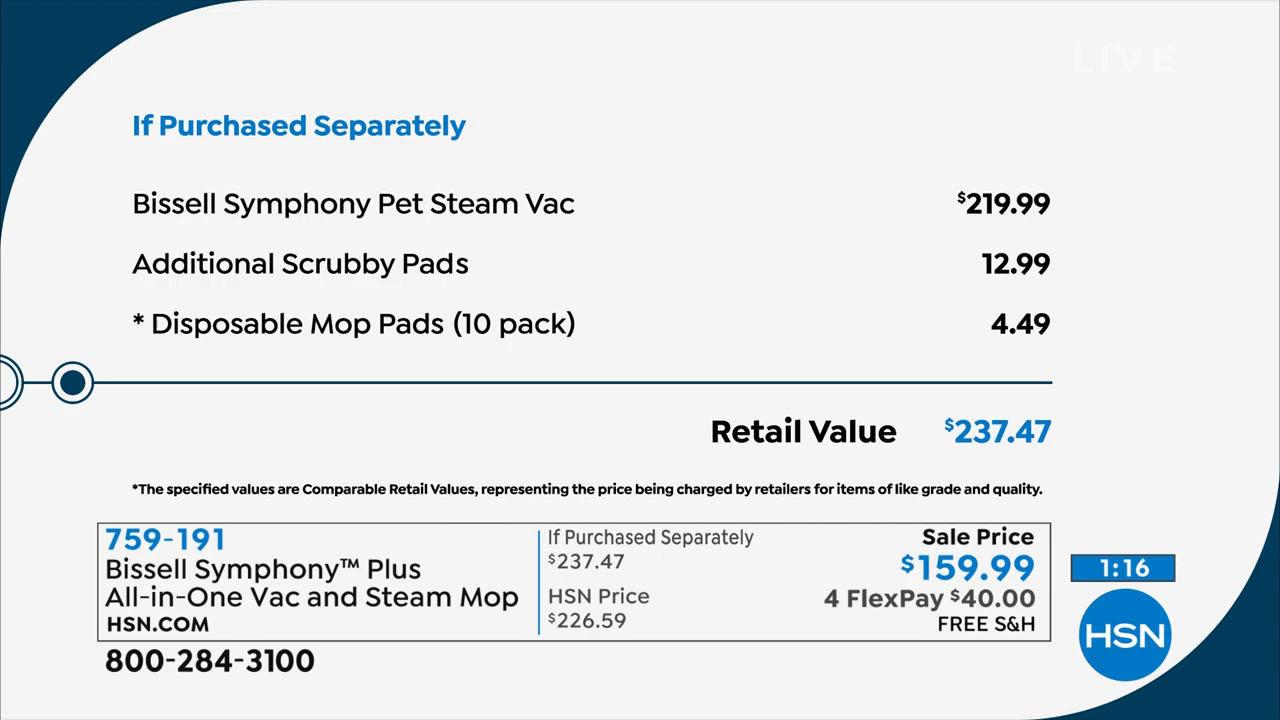 LIVE
If Purchased Separately
Bissell Symphony Pet Steam Vac $219.99
Additional Scrubby Pads 12.99
* Disposable Mop Pads (10 pack) 4.49
Retail Value $237.47
*The specified values are Comparable Retail Values, representing the price being charged by retailers for items of like grade and quality.
759-191
Bissell Symphony™ Plus
All-in-One Vac and Steam Mop
HSN.COM
If Purchased Separately
$237.47
HSN Price
$226.59
Sale Price
$159.99
4 FlexPay $40.00
FREE S&H
1:16
HSN
800-284-3100